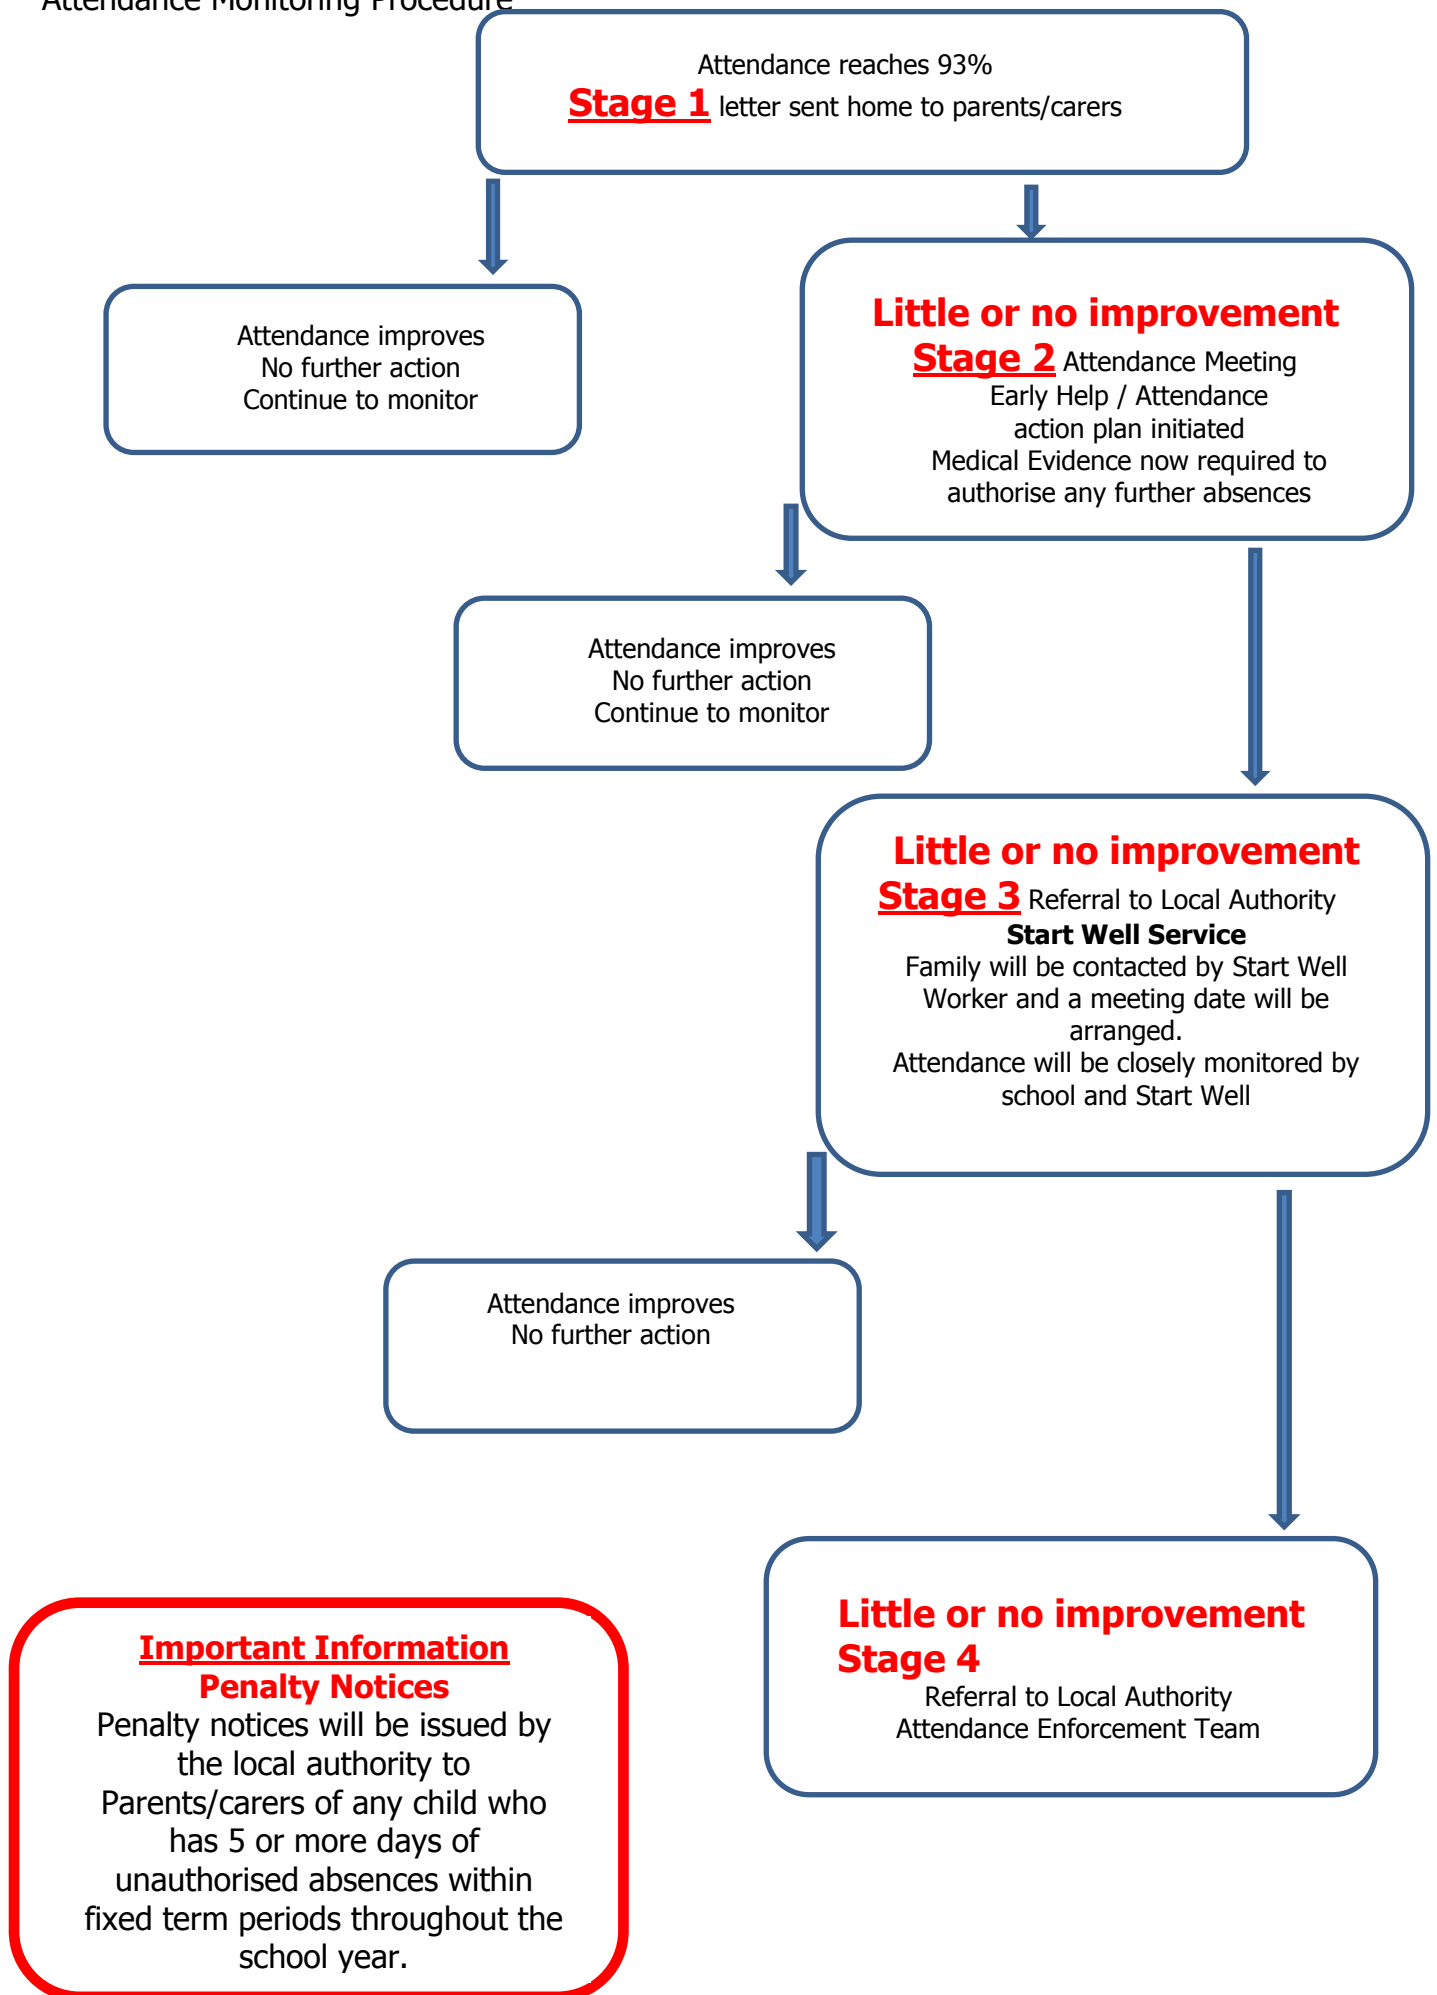 Attendance Monitoring Procedure
Attendance reaches 93%
Stage 1 letter sent home to parents/carers
Attendance improves
No further action
Continue to monitor
Little or no improvement
Stage 2 Attendance Meeting
Early Help / Attendance
action plan initiated
Medical Evidence now required to
authorise any further absences
Attendance improves
No further action
Continue to monitor
Little or no improvement
Stage 3 Referral to Local Authority
Start Well Service
Family will be contacted by Start Well
Worker and a meeting date will be
arranged.
Attendance will be closely monitored by
school and Start Well
Attendance improves
No further action
Little or no improvement
Stage 4
Referral to Local Authority
Attendance Enforcement Team
Important Information
Penalty Notices
Penalty notices will be issued by
the local authority to
Parents/carers of any child who
has 5 or more days of
unauthorised absences within
fixed term periods throughout the
school year.